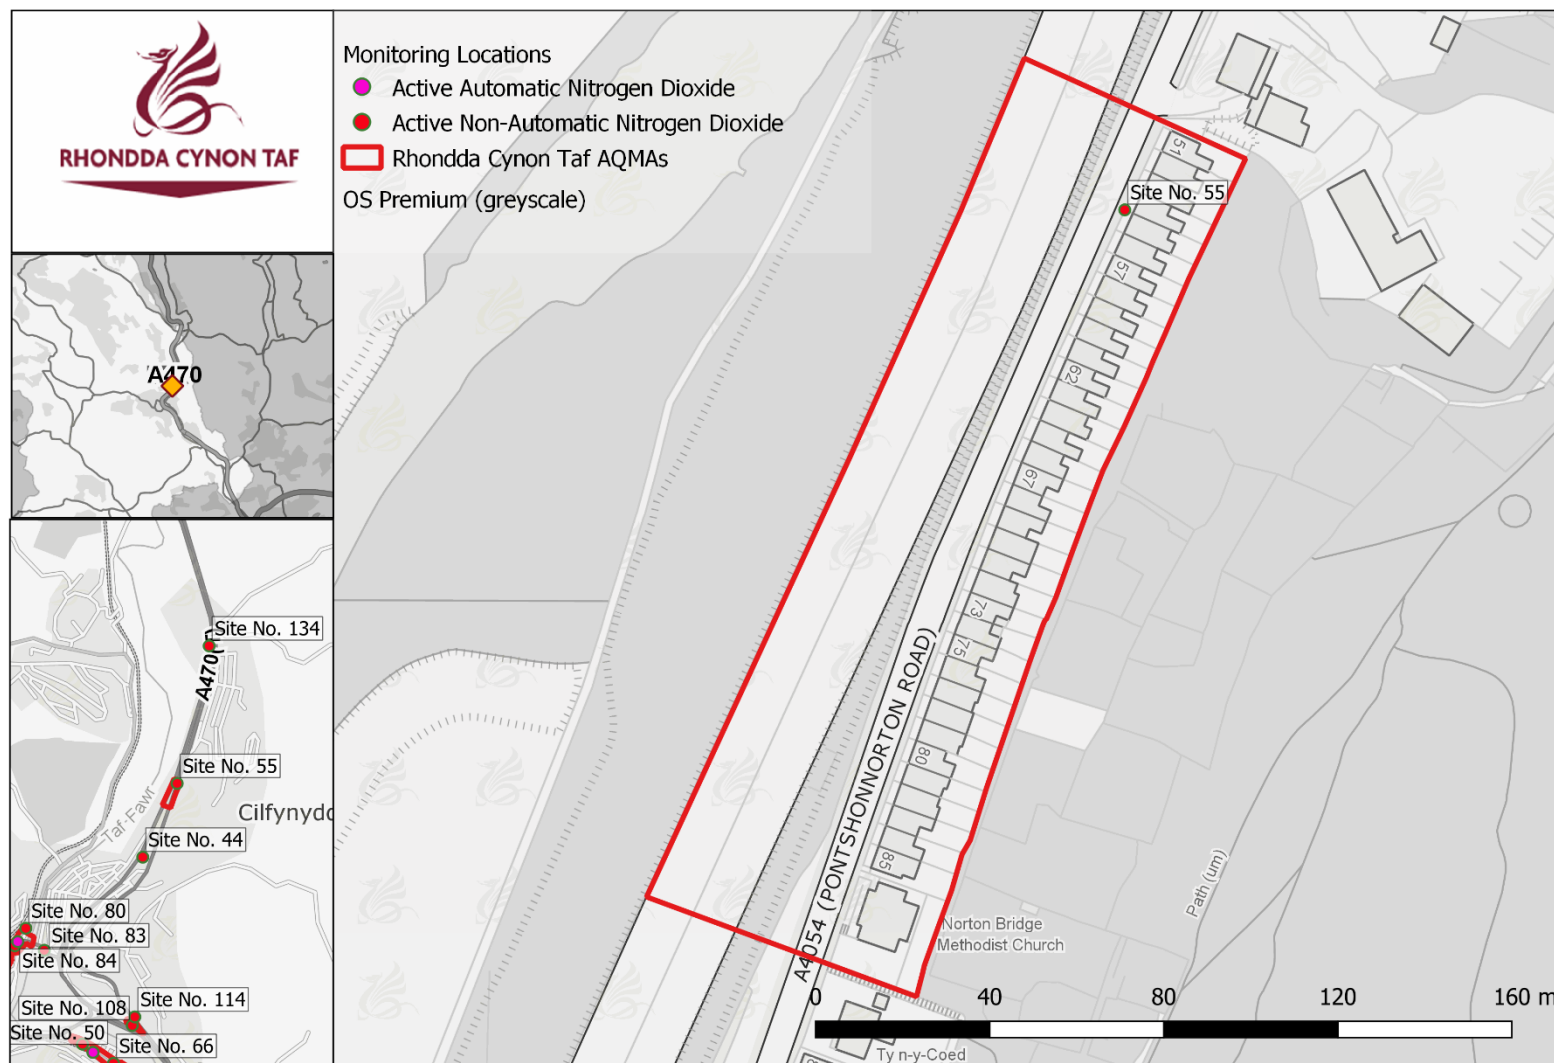 RHONDDA CYNON TAF
Monitoring Locations
Active Automatic Nitrogen Dioxide
Active Non-Automatic Nitrogen Dioxide
Rhondda Cynon Taf AQMAs
OS Premium (greyscale)
A470
Site No. 134
A470(T)
Site No. 55
Cilfynydd
Taf-Fawr
Site No. 44
Site No. 80
Site No. 83
Site No. 84
Site No. 108
Site No. 114
Site No. 50
Site No. 66
51
Site No. 55
57
62
67
73
75
80
85
A4054 (PONTSHONNORTON ROAD)
Path (um)
Norton Bridge
Methodist Church
0 40 80 120 160 m
Ty n-y-Coed